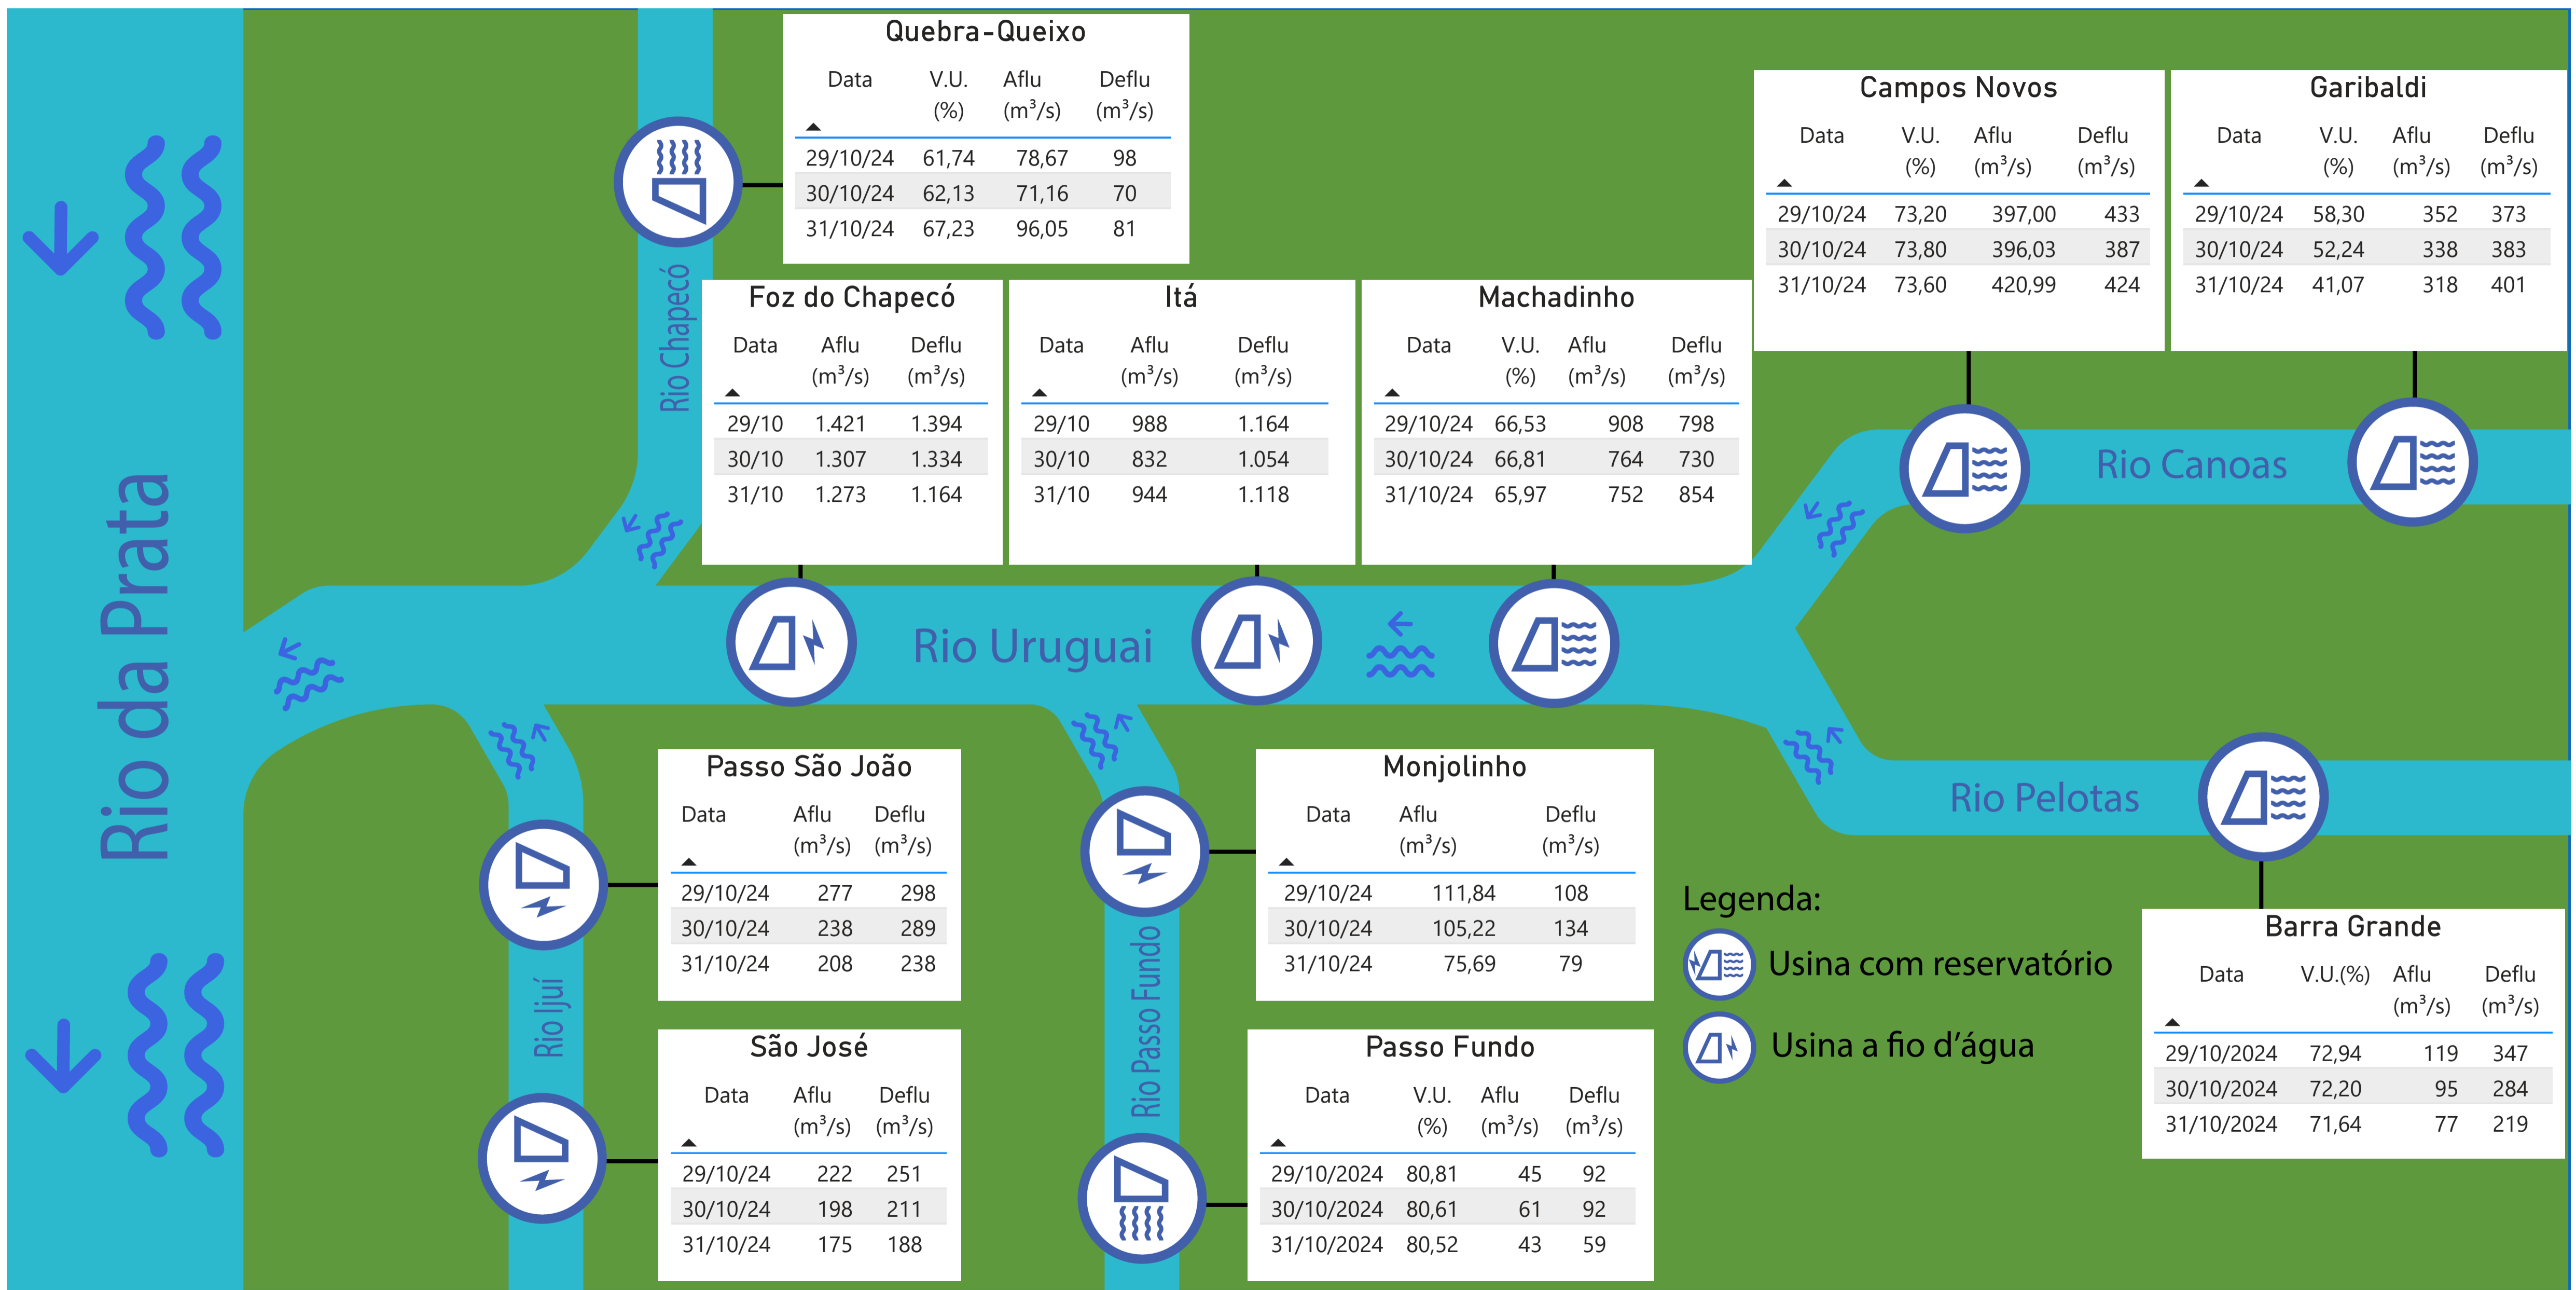 Quebra-Queixo
Data V.U. (%) Aflu (m³/s) Deflu (m³/s)
29/10/24 61,74 78,67 98
30/10/24 62,13 71,16 70
31/10/24 67,23 96,05 81
Campos Novos
Data V.U. (%) Aflu (m³/s) Deflu (m³/s)
29/10/24 73,20 397,00 433
30/10/24 73,80 396,03 387
31/10/24 73,60 420,99 424
Garibaldi
Data V.U. (%) Aflu (m³/s) Deflu (m³/s)
29/10/24 58,30 352 373
30/10/24 52,24 338 383
31/10/24 41,07 318 401
Rio Chapecó
Foz do Chapecó
Data Aflu (m³/s) Deflu (m³/s)
29/10 1.421 1.394
30/10 1.307 1.334
31/10 1.273 1.164
Itá
Data Aflu (m³/s) Deflu (m³/s)
29/10 988 1.164
30/10 832 1.054
31/10 944 1.118
Machadinho
Data V.U. (%) Aflu (m³/s) Deflu (m³/s)
29/10/24 66,53 908 798
30/10/24 66,81 764 730
31/10/24 65,97 752 854
Rio Canoas
Rio da Prata
Rio Uruguai
Rio Pelotas
Passo São João
Data Aflu (m³/s) Deflu (m³/s)
29/10/24 277 298
30/10/24 238 289
31/10/24 208 238
Monjolinho
Data Aflu (m³/s) Deflu (m³/s)
29/10/24 111,84 108
30/10/24 105,22 134
31/10/24 75,69 79
Legenda:
Usina com reservatório
Usina a fio d'água
Barra Grande
Data V.U.(%) Aflu (m³/s) Deflu (m³/s)
29/10/2024 72,94 119 347
30/10/2024 72,20 95 284
31/10/2024 71,64 77 219
Rio Ijuí
Rio Passo Fundo
São José
Data Aflu (m³/s) Deflu (m³/s)
29/10/24 222 251
30/10/24 198 211
31/10/24 175 188
Passo Fundo
Data V.U. (%) Aflu (m³/s) Deflu (m³/s)
29/10/2024 80,81 45 92
30/10/2024 80,61 61 92
31/10/2024 80,52 43 59